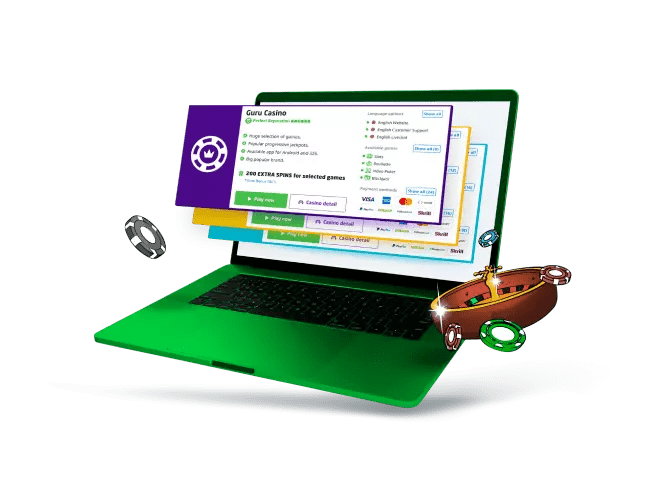 Guru Casino
Perfect Reputation
Huge selection of games.
Popular progressive jackpots.
Available app for Android and iOS.
Big popular brand.
200 EXTRA SPINS for selected games
Play now
Casino detail
Language options
Show all
English Website
English Customer Support
English Livechat
Available games
Show all (9)
Slots
Roulette
Video Poker
Blackjack
Payment methods
Show all (24)
VISA
Skrill
Play now
Casino detail
Skrill
Play now
Casino detail
Skrill